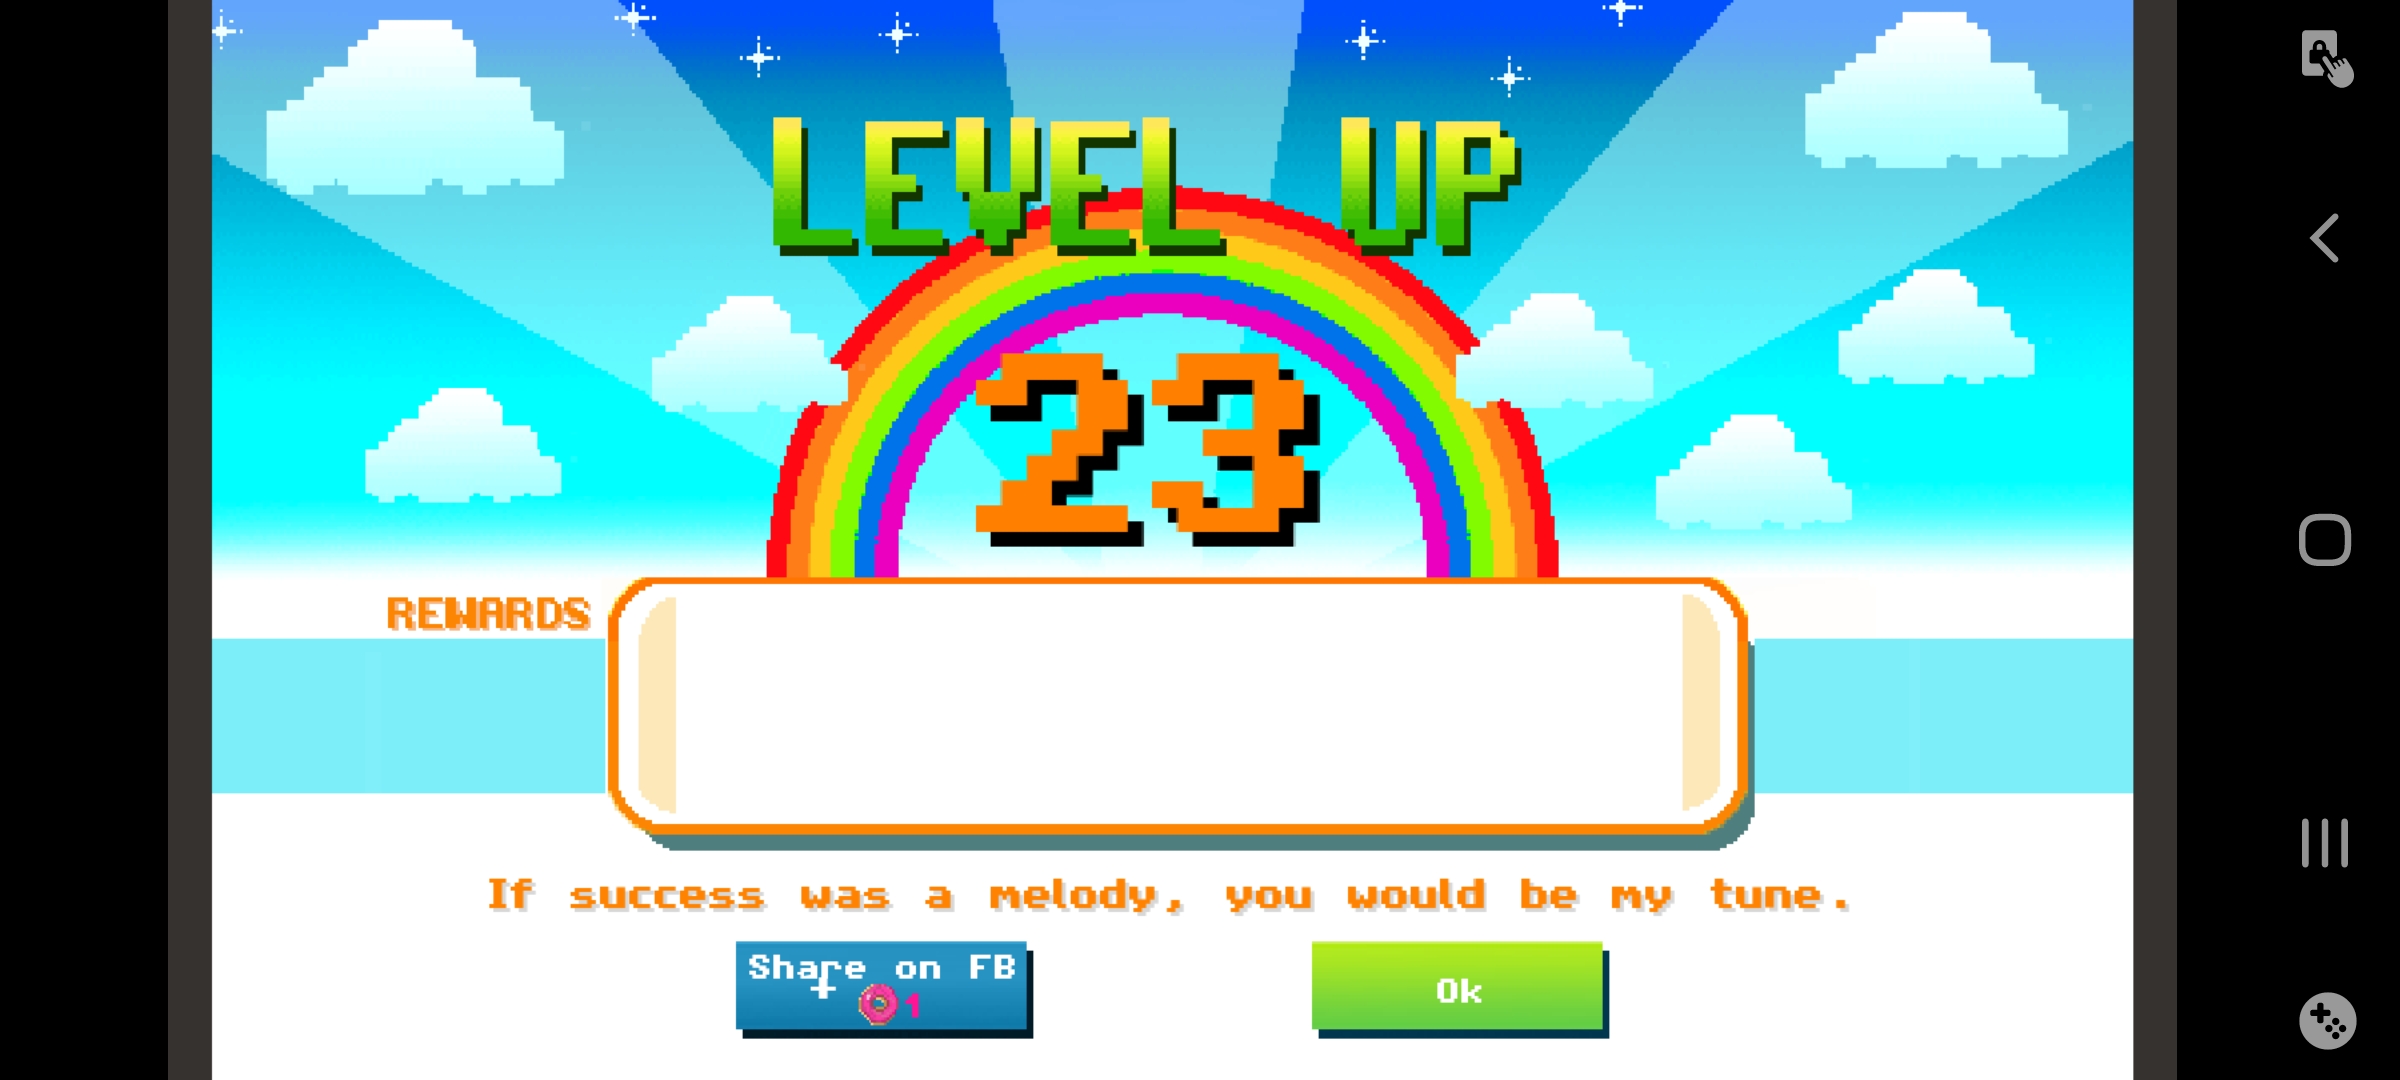 LEVEL UP
23
REWARDS
If success was a melody, you would be my tune.
Share on FB
+ 1
Ok